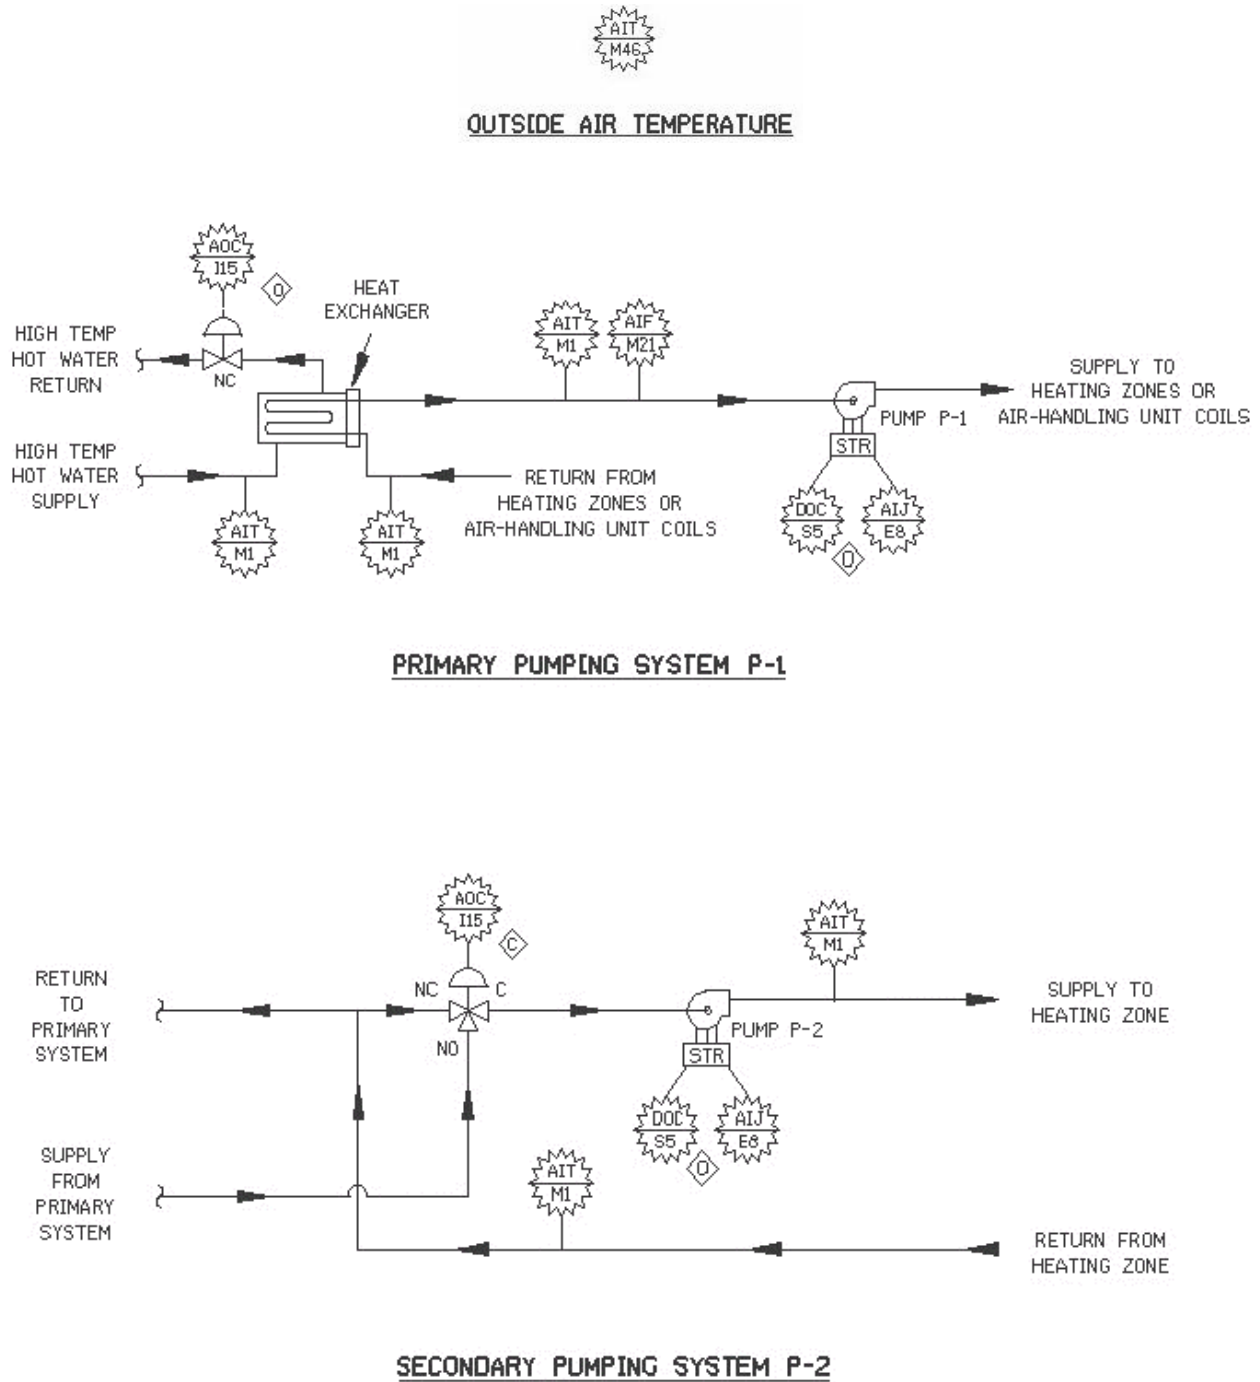 AIT
M46
OUTSIDE AIR TEMPERATURE
AOC
I15
O
HEAT
EXCHANGER
HIGH TEMP
HOT WATER
RETURN
NC
AIT
M1
AIF
M21
SUPPLY TO
HEATING ZONES OR
AIR-HANDLING UNIT COILS
PUMP P-1
STR
HIGH TEMP
HOT WATER
SUPPLY
RETURN FROM
HEATING ZONES OR
AIR-HANDLING UNIT COILS
AIT
M1
AIT
M1
DOC
S5
O
AIJ
E8
PRIMARY PUMPING SYSTEM P-1
AOC
I15
C
AIT
M1
RETURN
TO
PRIMARY
SYSTEM
NC
C
NO
PUMP P-2
STR
SUPPLY TO
HEATING ZONE
DOC
S5
O
AIJ
E8
SUPPLY
FROM
PRIMARY
SYSTEM
AIT
M1
RETURN FROM
HEATING ZONE
SECONDARY PUMPING SYSTEM P-2